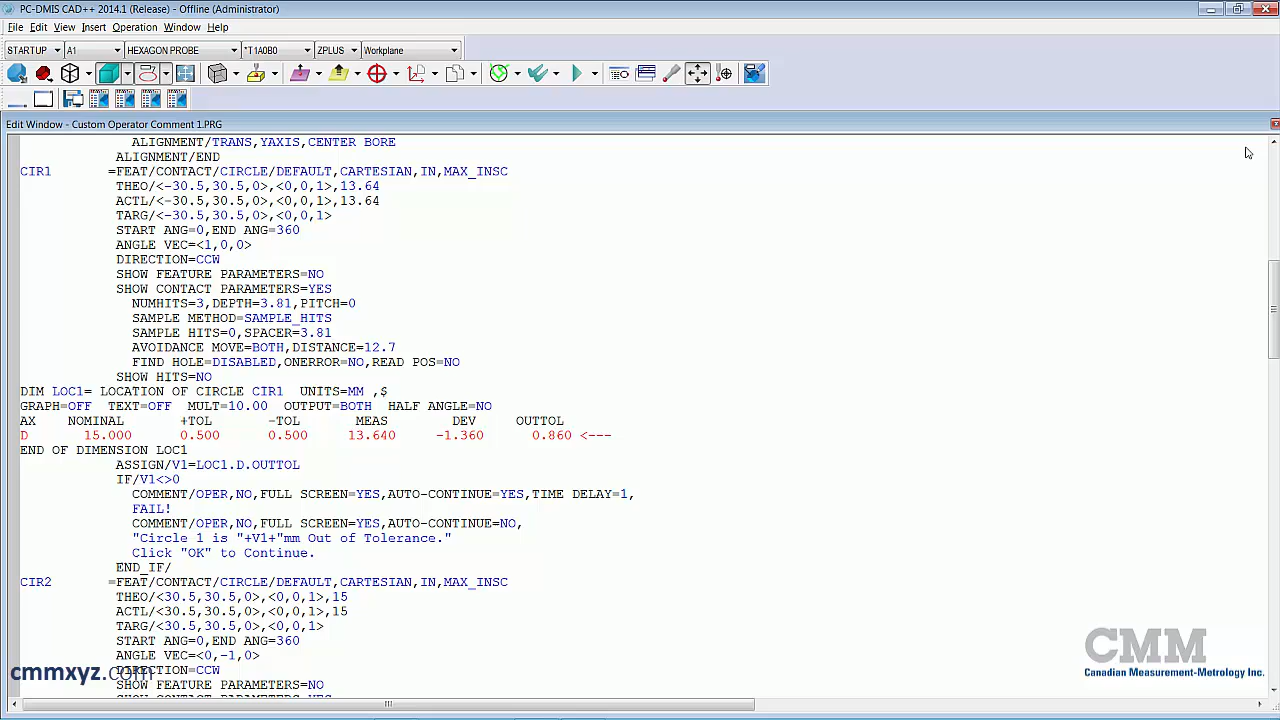 PC-DMIS CAD++ 2014.1 (Release) - Offline (Administrator)
File Edit View Insert Operation Window Help
STARTUP A1 HEXAGON PROBE *T1A0B0 ZPLUS Workplane
Edit Window - Custom Operator Comment 1.PRG
ALIGNMENT/TRANS,YAXIS,CENTER BORE
ALIGNMENT/END
CIR1 =FEAT/CONTACT/CIRCLE/DEFAULT,CARTESIAN,IN,MAX_INSC
THEO/<-30.5,30.5,0>,<0,0,1>,13.64
ACTL/<-30.5,30.5,0>,<0,0,1>,13.64
TARG/<-30.5,30.5,0>,<0,0,1>
START ANG=0,END ANG=360
ANGLE VEC=<1,0,0>
DIRECTION=CCW
SHOW FEATURE PARAMETERS=NO
SHOW CONTACT PARAMETERS=YES
NUMHITS=3,DEPTH=3.81,PITCH=0
SAMPLE METHOD=SAMPLE_HITS
SAMPLE HITS=0,SPACER=3.81
AVOIDANCE MOVE=BOTH,DISTANCE=12.7
FIND HOLE=DISABLED,ONERROR=NO,READ POS=NO
SHOW HITS=NO
DIM LOC1= LOCATION OF CIRCLE CIR1 UNITS=MM ,$
GRAPH=OFF TEXT=OFF MULT=10.00 OUTPUT=BOTH HALF ANGLE=NO
AX NOMINAL +TOL -TOL MEAS DEV OUTTOL
D 15.000 0.500 0.500 13.640 -1.360 0.860 <---
END OF DIMENSION LOC1
ASSIGN/V1=LOC1.D.OUTTOL
IF/V1<>0
COMMENT/OPER,NO,FULL SCREEN=YES,AUTO-CONTINUE=YES,TIME DELAY=1,
FAIL!
COMMENT/OPER,NO,FULL SCREEN=YES,AUTO-CONTINUE=NO,
"Circle 1 is "+V1+"mm Out of Tolerance."
Click "OK" to Continue.
END_IF/
CIR2 =FEAT/CONTACT/CIRCLE/DEFAULT,CARTESIAN,IN,MAX_INSC
THEO/<30.5,30.5,0>,<0,0,1>,15
ACTL/<30.5,30.5,0>,<0,0,1>,15
TARG/<30.5,30.5,0>,<0,0,1>
START ANG=0,END ANG=360
ANGLE VEC=<0,-1,0>
DIRECTION=CCW
SHOW FEATURE PARAMETERS=NO
cmmxyz.com
CMM
Canadian Measurement-Metrology Inc.